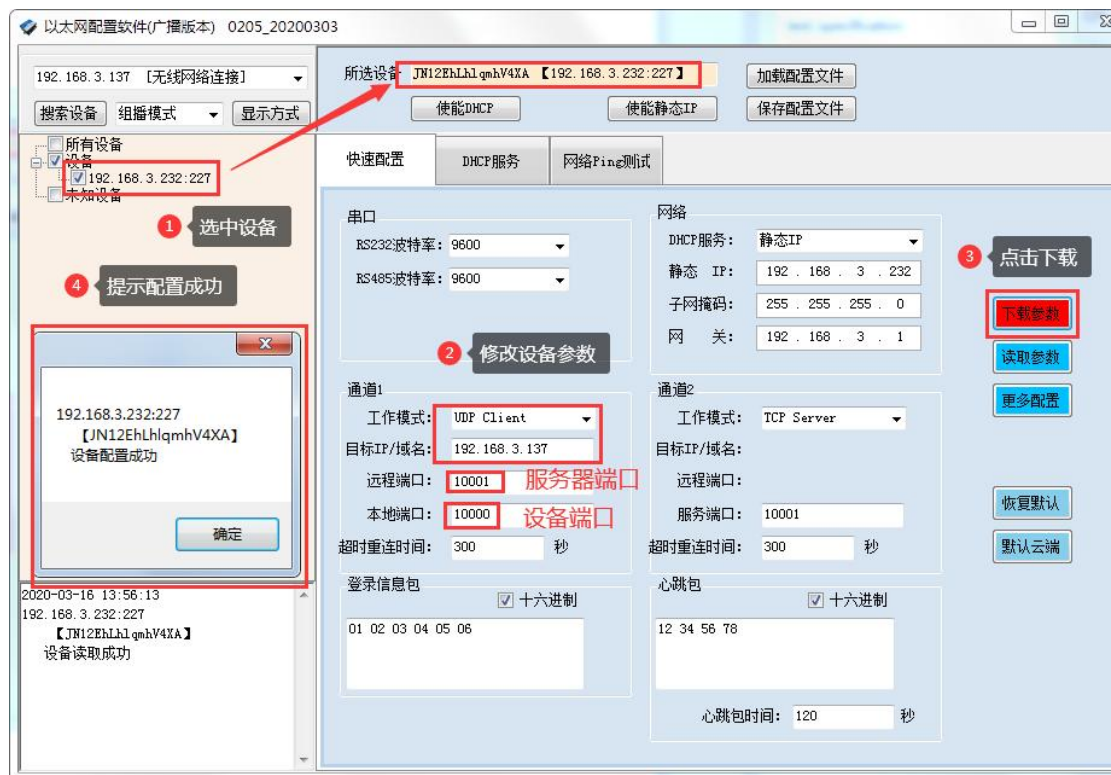 以太网配置软件(广播版本) 0205_20200303
192.168.3.137 [无线网络连接]
搜索设备 组播模式 显示方式
所选设备 JN12EhLhlqmhV4XA 【192.168.3.232:227】 加载配置文件
使能DHCP 使能静态IP 保存配置文件
所有设备
设备
192.168.3.232:227
未知设备
1 选中设备
4 提示配置成功
192.168.3.232:227
【JN12EhLhlqmhV4XA】
设备配置成功
确定
2020-03-16 13:56:13
192.168.3.232:227
【JN12EhLhlqmhV4XA】
设备读取成功
快速配置 DHCP服务 网络Ping测试
串口
RS232波特率: 9600
RS485波特率: 9600
2 修改设备参数
网络
DHCP服务: 静态IP
静态 IP: 192 . 168 . 3 . 232
子网掩码: 255 . 255 . 255 . 0
网 关: 192 . 168 . 3 . 1
通道1
工作模式: UDP Client
目标IP/域名: 192.168.3.137
远程端口: 10001 服务器端口
本地端口: 10000 设备端口
超时重连时间: 300 秒
通道2
工作模式: TCP Server
目标IP/域名:
远程端口:
服务端口: 10001
超时重连时间: 300 秒
登录信息包
十六进制
01 02 03 04 05 06
心跳包
十六进制
12 34 56 78
心跳包时间: 120 秒
3 点击下载
下载参数
读取参数
更多配置
恢复默认
默认云端